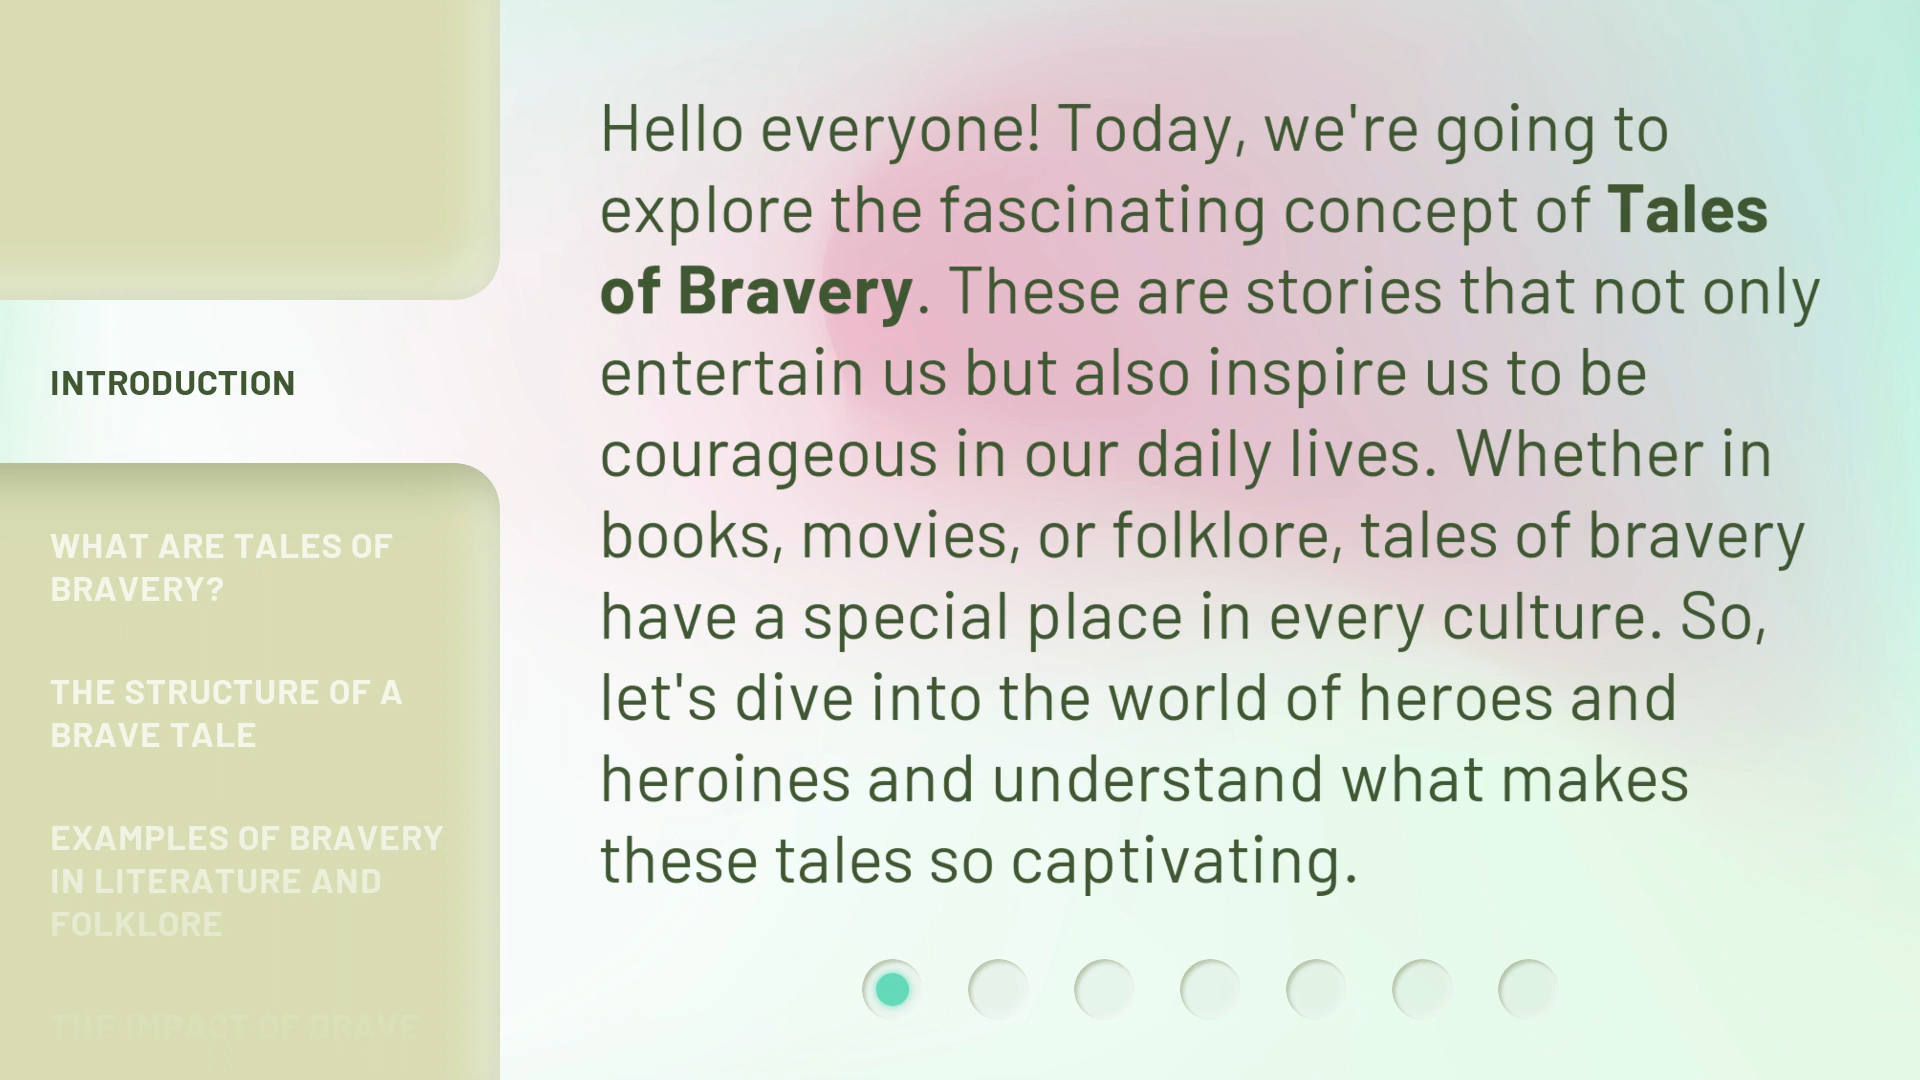 INTRODUCTION
WHAT ARE TALES OF
BRAVERY?
THE STRUCTURE OF A
BRAVE TALE
EXAMPLES OF BRAVERY
IN LITERATURE AND
FOLKLORE
THE IMPACT OF BRAVE
Hello everyone! Today, we're going to
explore the fascinating concept of Tales
of Bravery. These are stories that not only
entertain us but also inspire us to be
courageous in our daily lives. Whether in
books, movies, or folklore, tales of bravery
have a special place in every culture. So,
let's dive into the world of heroes and
heroines and understand what makes
these tales so captivating.